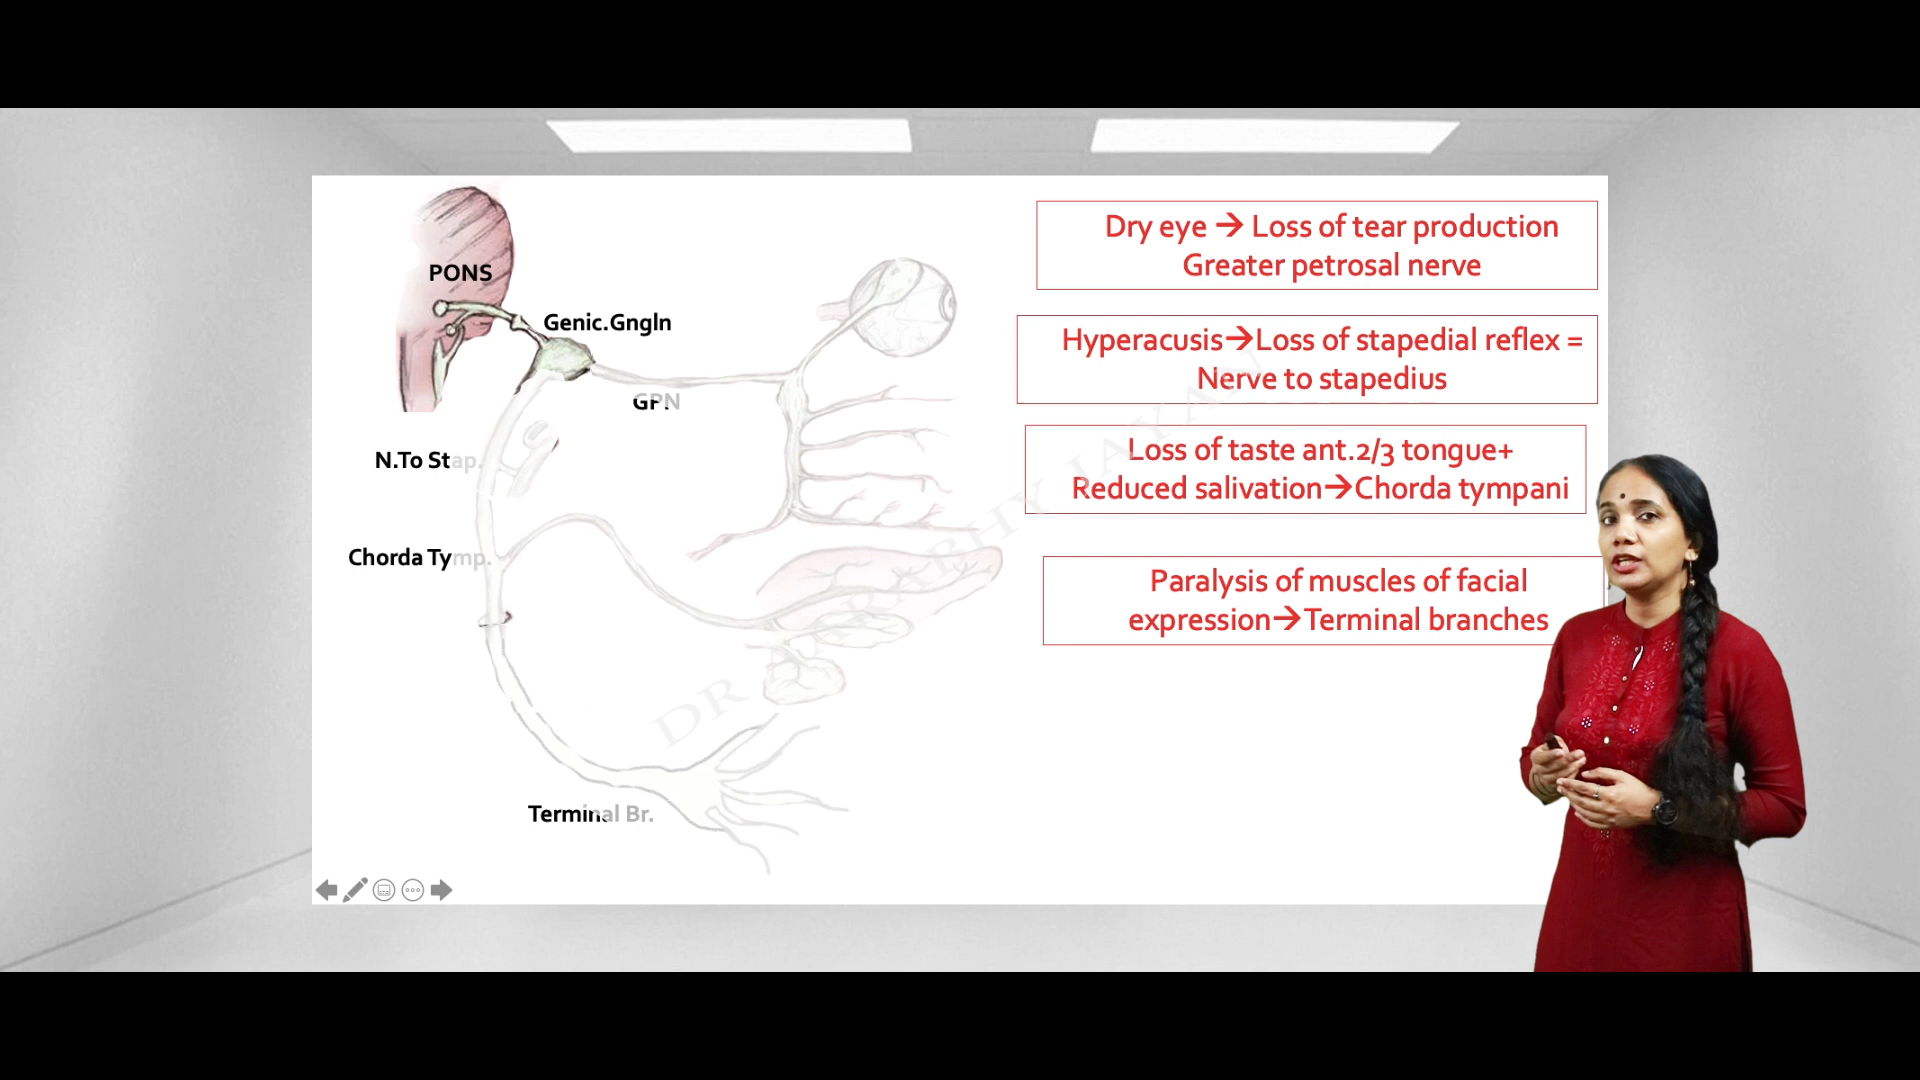 PONS
Genic.Gngln
GPN
N.To Stap.
Chorda Tymp.
Terminal Br.
Dry eye → Loss of tear production
Greater petrosal nerve
Hyperacusis→Loss of stapedial reflex =
Nerve to stapedius
Loss of taste ant.2/3 tongue+
Reduced salivation→Chorda tympani
Paralysis of muscles of facial
expression→Terminal branches